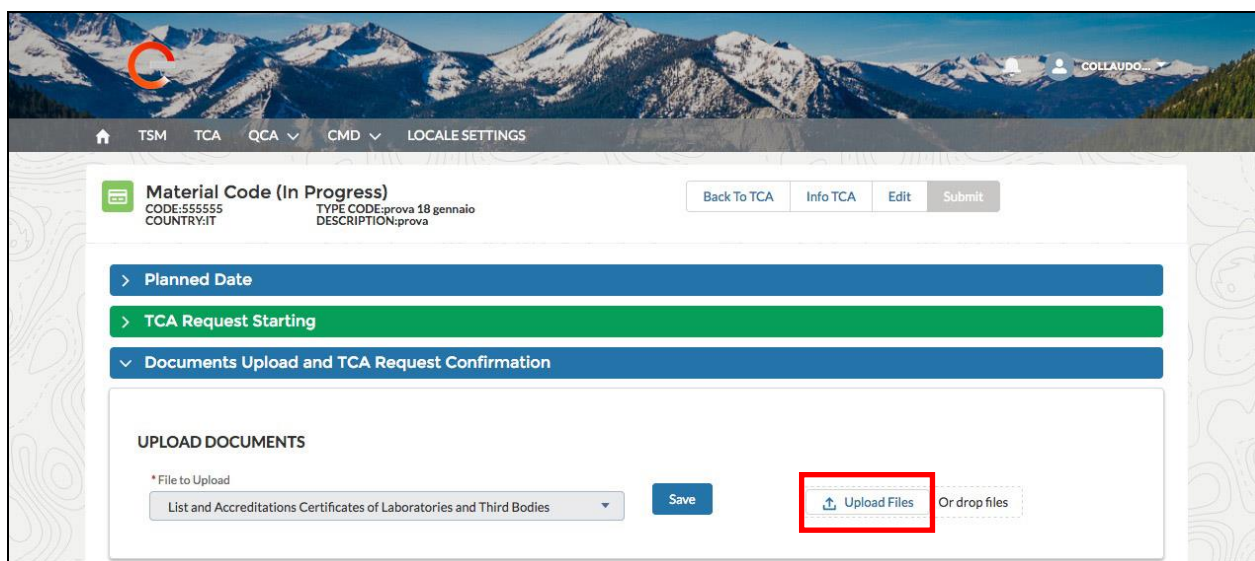 COLLAUDO...
TSM TCA QCA CMD LOCALE SETTINGS
Material Code (In Progress)
CODE:555555 TYPE CODE:prova 18 gennaio
COUNTRY:IT DESCRIPTION:prova
Back To TCA Info TCA Edit Submit
Planned Date
TCA Request Starting
Documents Upload and TCA Request Confirmation
UPLOAD DOCUMENTS
*File to Upload
List and Accreditations Certificates of Laboratories and Third Bodies Save Upload Files Or drop files